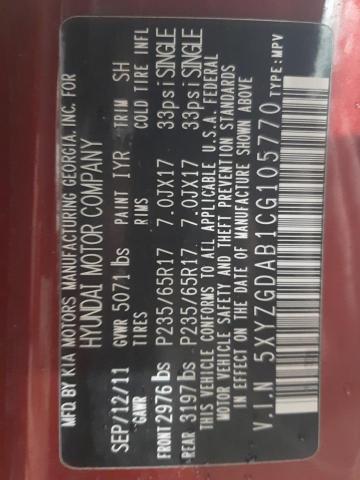 MFD. BY KIA MOTORS MANUFACTURING GEORGIA, INC. FOR
HYUNDAI MOTOR COMPANY
SEP/12/11 GVWR 5071 lbs PAINT IYR TRIM SH
GAWR TIRES RIMS COLD TIRE INFL
FRONT 2976 lbs P235/65R17 7.0JX17 33psi SINGLE
REAR 3197 lbs P235/65R17 7.0JX17 33psi SINGLE
THIS VEHICLE CONFORMS TO ALL APPLICABLE U.S.A. FEDERAL
MOTOR VEHICLE SAFETY AND THEFT PREVENTION STANDARDS
IN EFFECT ON THE DATE OF MANUFACTURE SHOWN ABOVE
V.I.N 5XYZGDAB1CG105770 TYPE: MPV